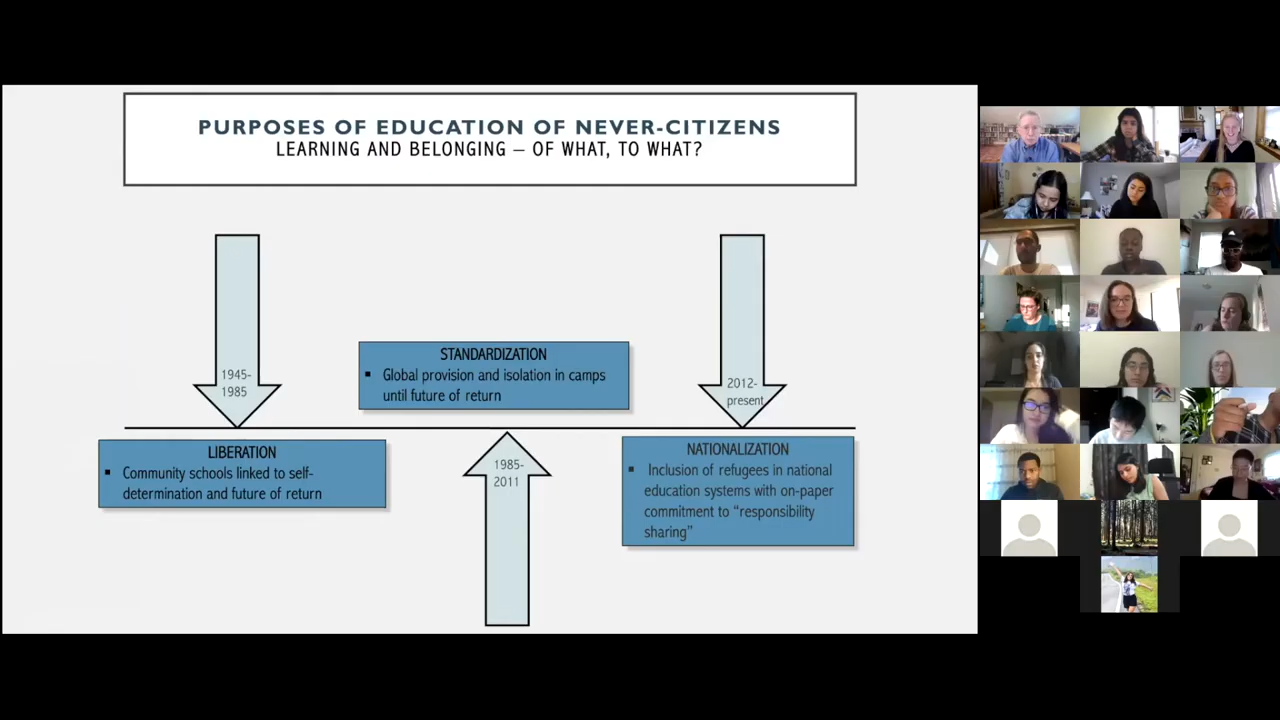 PURPOSES OF EDUCATION OF NEVER-CITIZENS
LEARNING AND BELONGING – OF WHAT, TO WHAT?
1945-
1985
LIBERATION
▪ Community schools linked to self-
determination and future of return
STANDARDIZATION
▪ Global provision and isolation in camps
until future of return
1985-
2011
2012-
present
NATIONALIZATION
▪ Inclusion of refugees in national
education systems with on-paper
commitment to “responsibility
sharing”